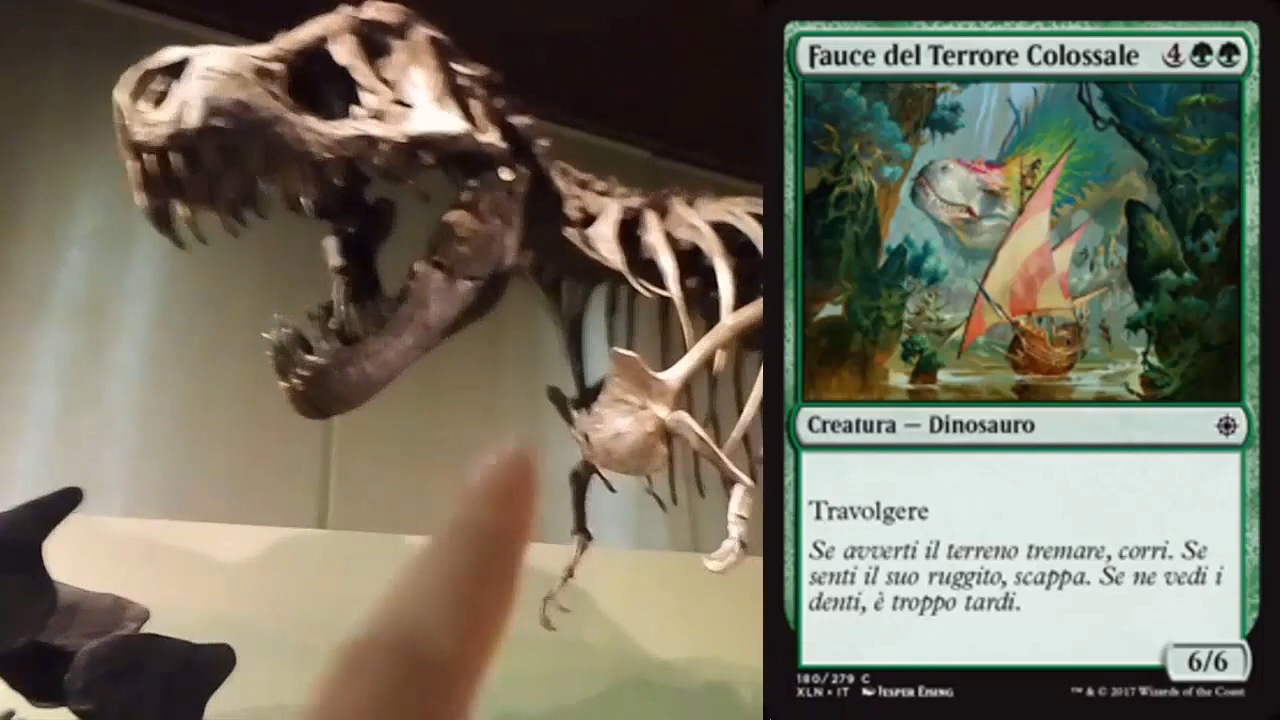 Fauce del Terrore Colossale 4
Creatura — Dinosauro
Travolgere
Se avverti il terreno tremare, corri. Se
senti il suo ruggito, scappa. Se ne vedi i
denti, è troppo tardi.
6/6
180/279 C
XLN • IT JESPER EJSING
™ & © 2017 Wizards of the Coast